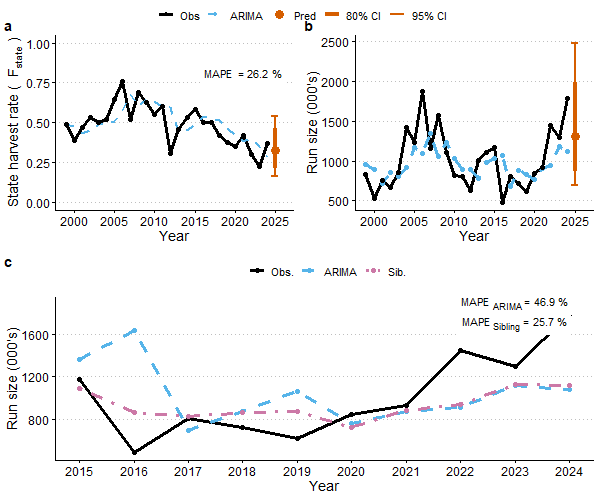 Obs ARIMA Pred 80% CI 95% CI
a
MAPE = 26.2 %
State harvest rate ( F state )
1.00
0.75
0.50
0.25
0.00
2000 2005 2010 2015 2020 2025
Year
b
Run size (000's)
2500
2000
1500
1000
500
2000 2005 2010 2015 2020 2025
Year
c
Obs. ARIMA Sib.
MAPE ARIMA = 46.9 %
MAPE Sibling = 25.7 %
Run size (000's)
1600
1200
800
2015 2016 2017 2018 2019 2020 2021 2022 2023 2024
Year